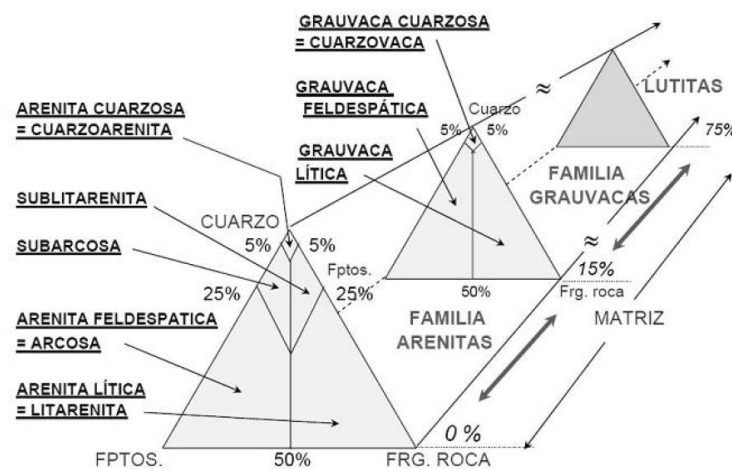 GRAUVACA CUARZOSA
= CUARZOVACA
GRAUVACA
FELDESPÁTICA
Cuarzo
≈
LUTITAS
ARENITA CUARZOSA
= CUARZOARENITA
5%
5%
75%
GRAUVACA
LÍTICA
FAMILIA
GRAUVACAS
SUBLITARENITA
CUARZO
SUBARCOSA
5%
5%
Fptos.
≈
15%
25%
25%
50%
Frg. roca
ARENITA FELDESPATICA
= ARCOSA
FAMILIA
ARENITAS
MATRIZ
ARENITA LÍTICA
= LITARENITA
0 %
FPTOS.
50%
FRG. ROCA